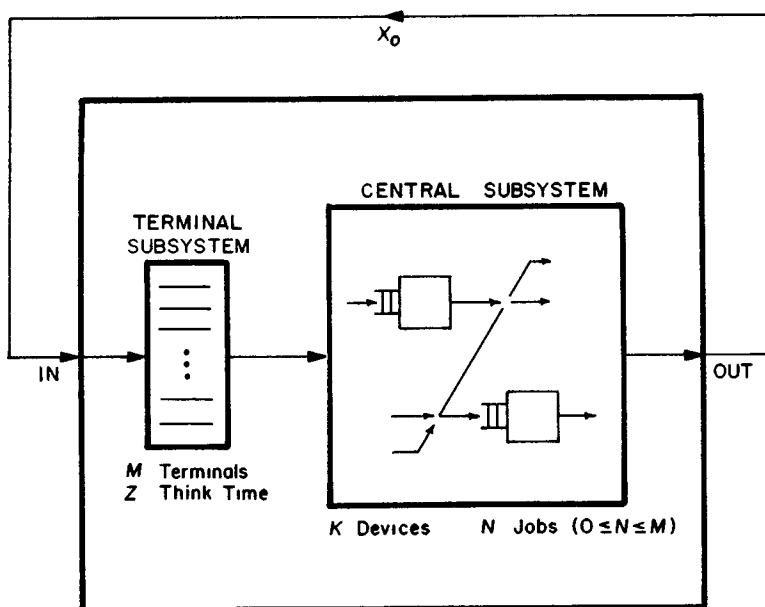 X₀
CENTRAL SUBSYSTEM
TERMINAL
SUBSYSTEM
IN
OUT
M Terminals
Z Think Time
K Devices N Jobs (0 ≤ N ≤ M)